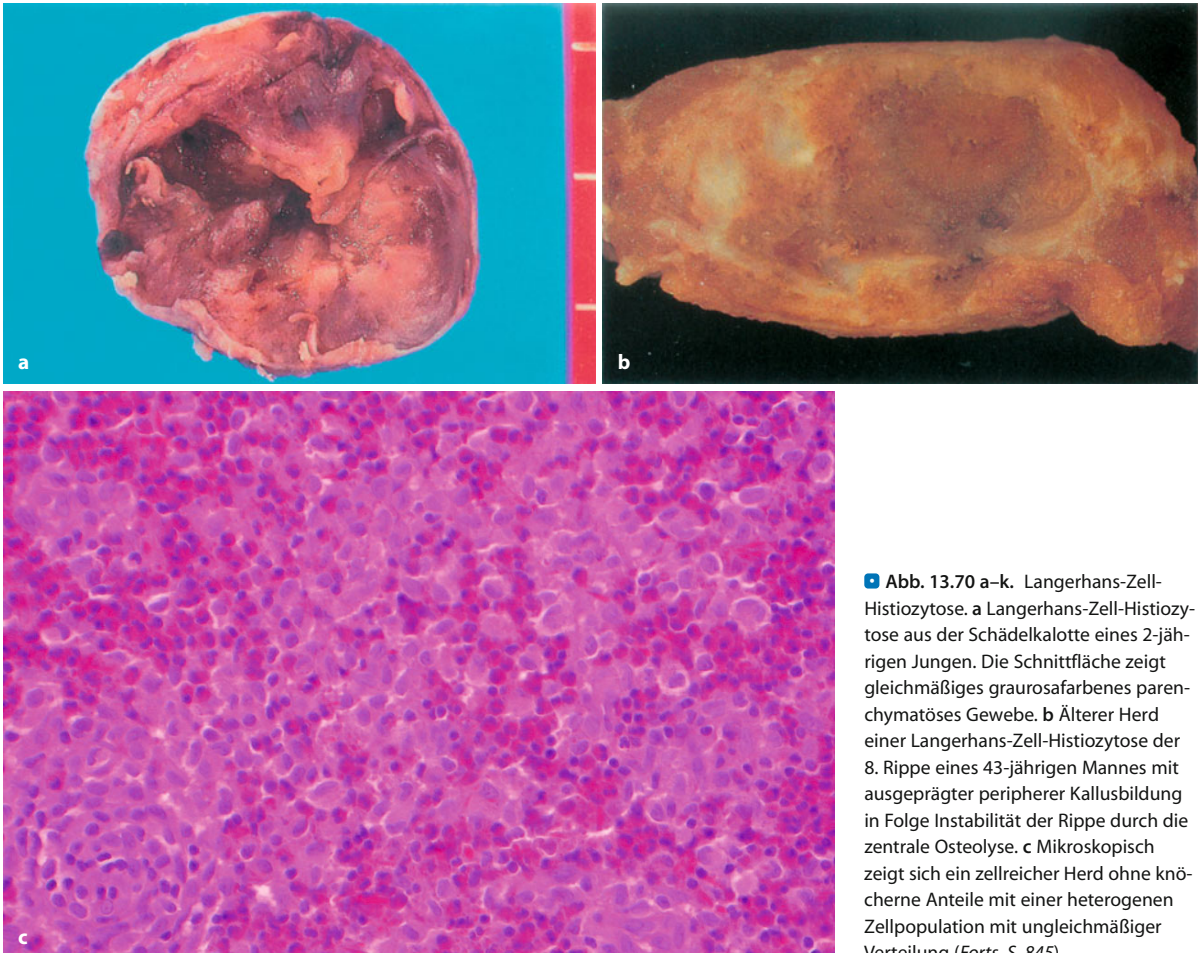 a
b
c
Abb. 13.70 a–k. Langerhans-Zell-
Histiozytose. a Langerhans-Zell-Histiozy-
tose aus der Schädelkalotte eines 2-jäh-
rigen Jungen. Die Schnittfläche zeigt
gleichmäßiges graurosafarbenes paren-
chymatöses Gewebe. b Älterer Herd
einer Langerhans-Zell-Histiozytose der
8. Rippe eines 43-jährigen Mannes mit
ausgeprägter peripherer Kallusbildung
in Folge Instabilität der Rippe durch die
zentrale Osteolyse. c Mikroskopisch
zeigt sich ein zellreicher Herd ohne knö-
cherne Anteile mit einer heterogenen
Zellpopulation mit ungleichmäßiger
Verteilung (Forts. S. 845)